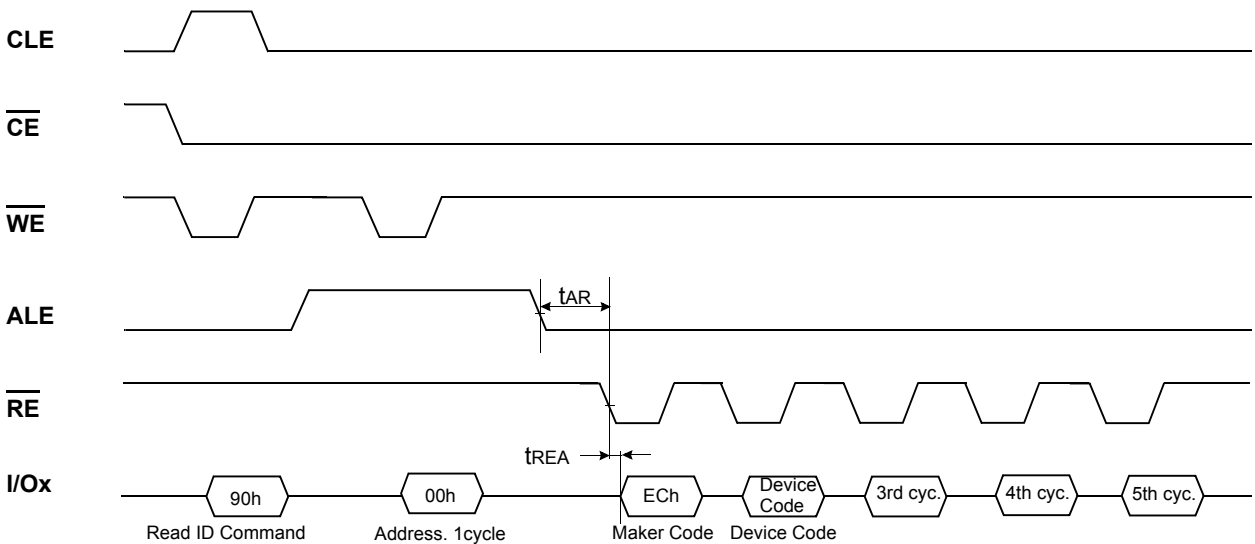 CLE
CE
WE
ALE
tAR
RE
tREA
I/Ox
90h
00h
ECh
Device
Code
3rd cyc.
4th cyc.
5th cyc.
Read ID Command
Address. 1cycle
Maker Code
Device Code